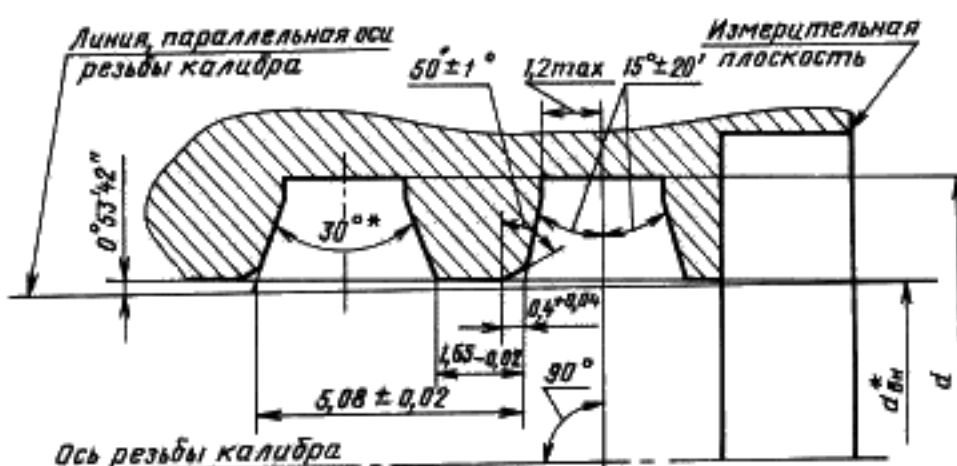 Линия, параллельная оси
резьбы калибра
Измерительная
плоскость
50°±1°
1,2max
15°±20'
0°53'42"
30°*
0,4+0,04
1,63-0,02
90°
5,08±0,02
d*вн
d
Ось резьбы калибра